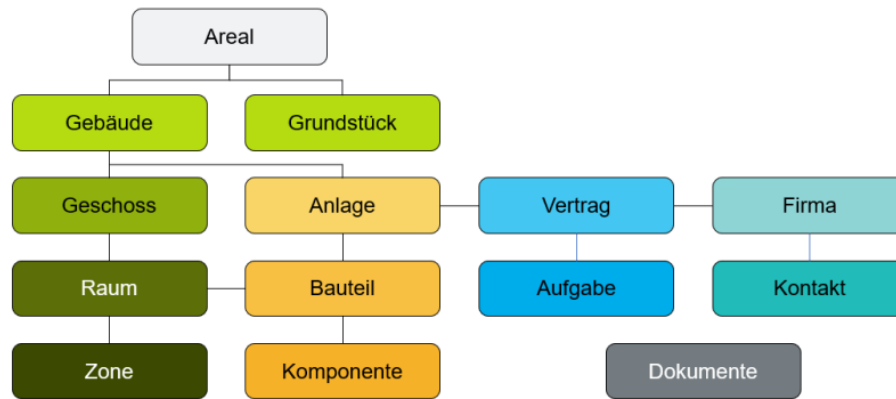 Areal
Gebäude
Grundstück
Geschoss
Anlage
Vertrag
Firma
Raum
Bauteil
Aufgabe
Kontakt
Zone
Komponente
Dokumente